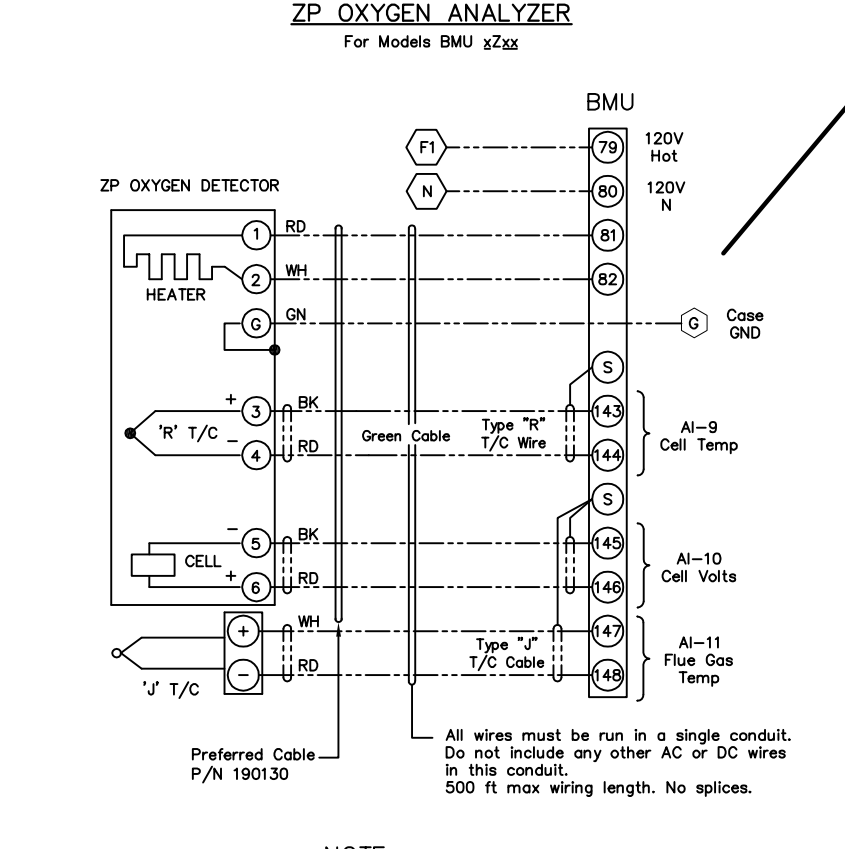 ZP OXYGEN ANALYZER
For Models BMU xZxx
BMU
F1
79
120V
Hot
N
80
120V
N
ZP OXYGEN DETECTOR
1
RD
81
2
WH
82
HEATER
G
GN
G
Case
GND
S
+
3
BK
143
'R' T/C
Green Cable
Type "R"
T/C Wire
AI-9
Cell Temp
-
4
RD
144
S
-
5
BK
145
CELL
AI-10
Cell Volts
+
6
RD
146
+
WH
147
Type "J"
T/C Cable
AI-11
Flue Gas
Temp
-
RD
148
'J' T/C
All wires must be run in a single conduit.
Do not include any other AC or DC wires
in this conduit.
500 ft max wiring length. No splices.
Preferred Cable
P/N 190130
NOTE